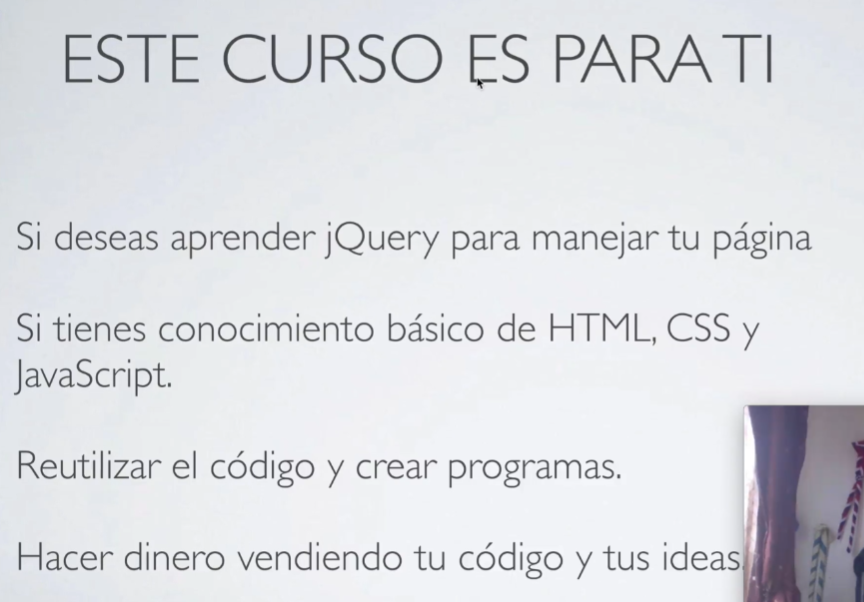 ESTE CURSO ES PARA TI
Si deseas aprender jQuery para manejar tu página
Si tienes conocimiento básico de HTML, CSS y
JavaScript.
Reutilizar el código y crear programas.
Hacer dinero vendiendo tu código y tus ideas.